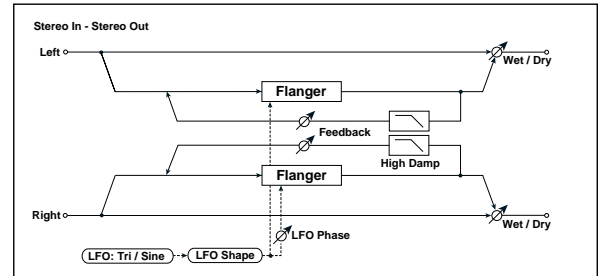 Stereo In - Stereo Out
Left
Wet / Dry
Flanger
Feedback
High Damp
Flanger
LFO Phase
Right
Wet / Dry
LFO: Tri / Sine
LFO Shape